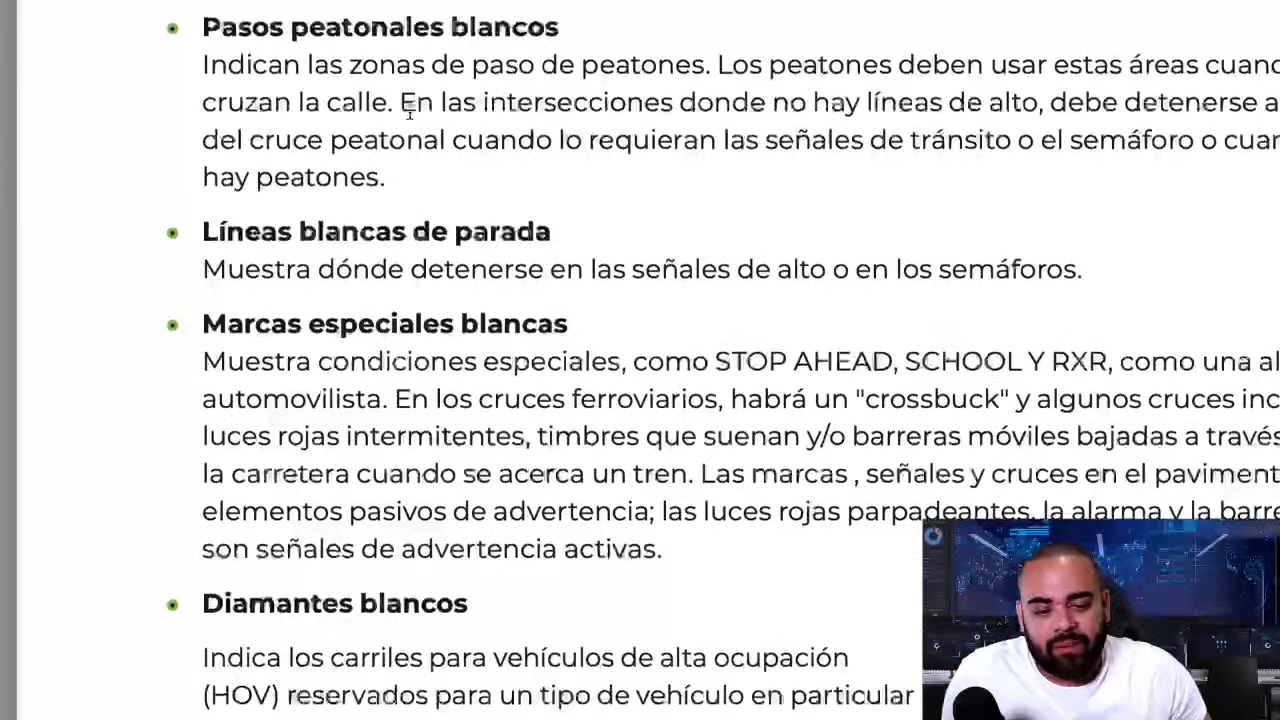 Pasos peatonales blancos
Indican las zonas de paso de peatones. Los peatones deben usar estas áreas
cruzan la calle. En las intersecciones donde no hay líneas de alto, debe detenerse
del cruce peatonal cuando lo requieran las señales de tránsito o el semáforo o
hay peatones.
Líneas blancas de parada
Muestra dónde detenerse en las señales de alto o en los semáforos.
Marcas especiales blancas
Muestra condiciones especiales, como STOP AHEAD, SCHOOL Y RXR, como una
automovilista. En los cruces ferroviarios, habrá un "crossbuck" y algunos cruces
luces rojas intermitentes, timbres que suenan y/o barreras móviles bajadas a
la carretera cuando se acerca un tren. Las marcas , señales y cruces en el
elementos pasivos de advertencia; las luces rojas parpadeantes, la alarma y la
son señales de advertencia activas.
Diamantes blancos
Indica los carriles para vehículos de alta ocupación
(HOV) reservados para un tipo de vehículo en particular